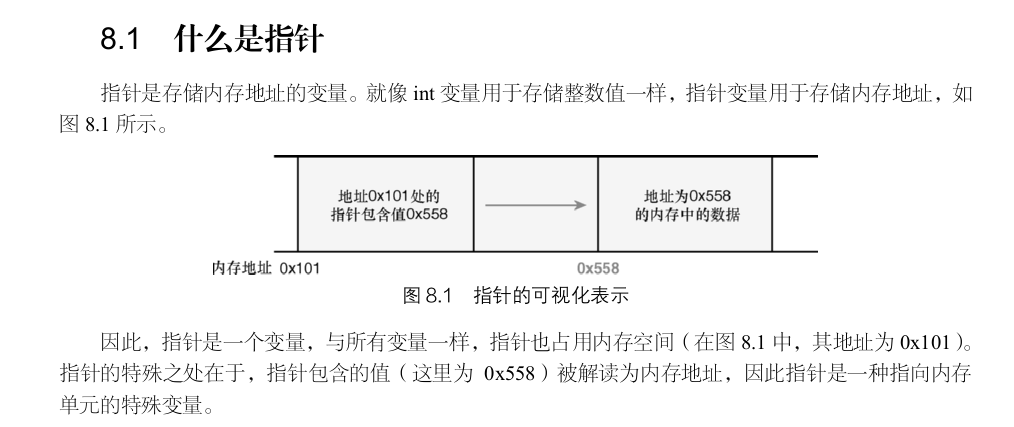 8.1 什么是指针
指针是存储内存地址的变量。就像 int 变量用于存储整数值一样，指针变量用于存储内存地址，如
图 8.1 所示。
地址0x101处的
指针包含值0x558
地址为0x558
的内存中的数据
内存地址 0x101
0x558
图 8.1 指针的可视化表示
因此，指针是一个变量，与所有变量一样，指针也占用内存空间（在图 8.1 中，其地址为 0x101）。
指针的特殊之处在于，指针包含的值（这里为 0x558）被解读为内存地址，因此指针是一种指向内存
单元的特殊变量。